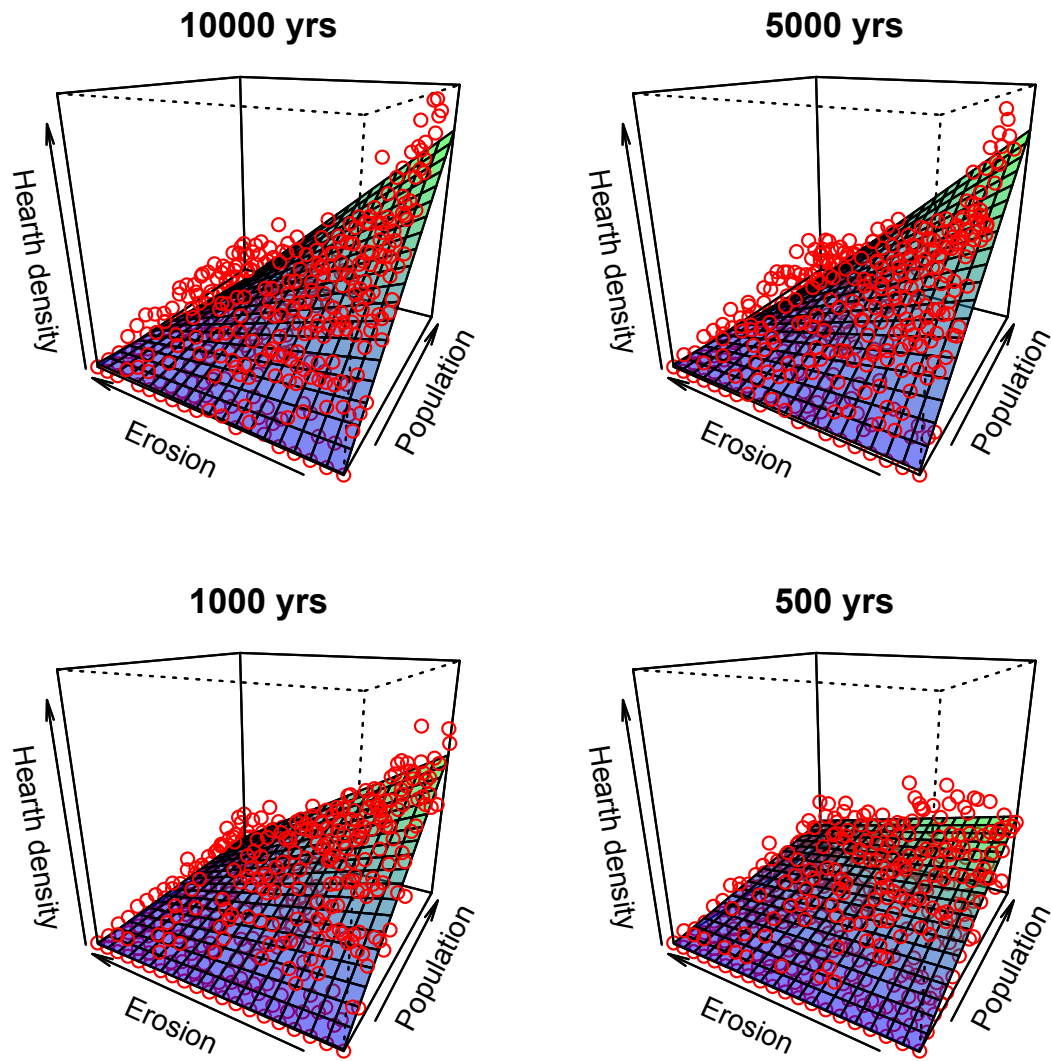 10000 yrs
Hearth density
Erosion
Population
5000 yrs
Hearth density
Erosion
Population
1000 yrs
Hearth density
Erosion
Population
500 yrs
Hearth density
Erosion
Population